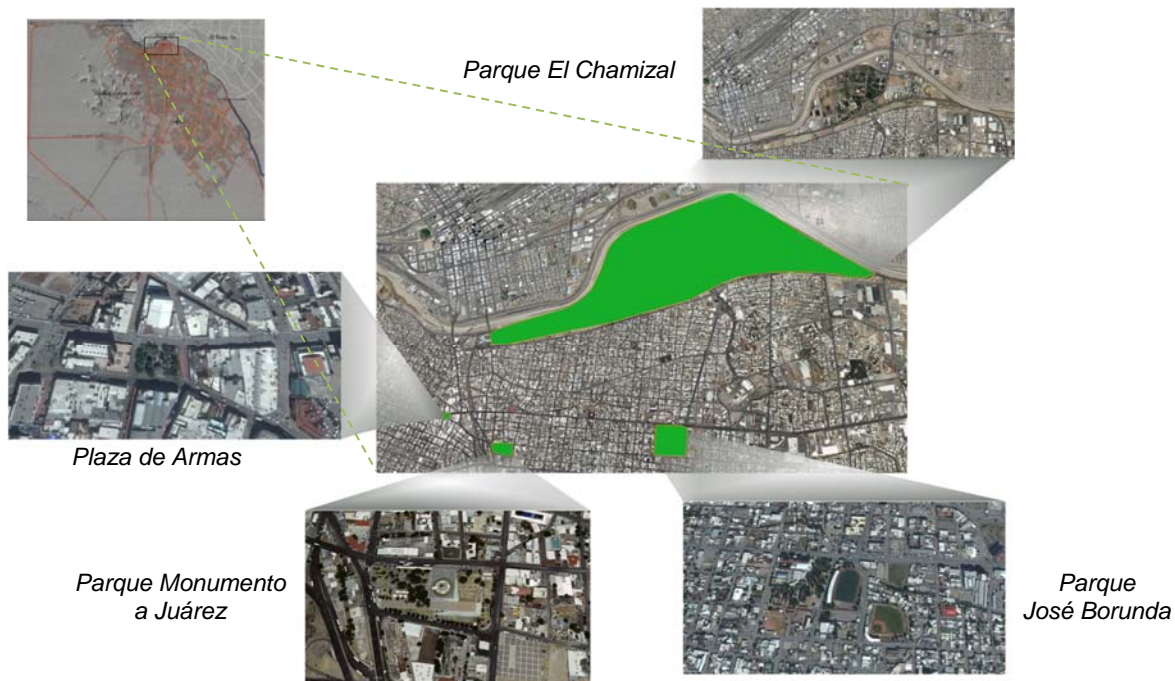 Parque El Chamizal
Plaza de Armas
Parque Monumento
a Juárez
Parque
José Borunda